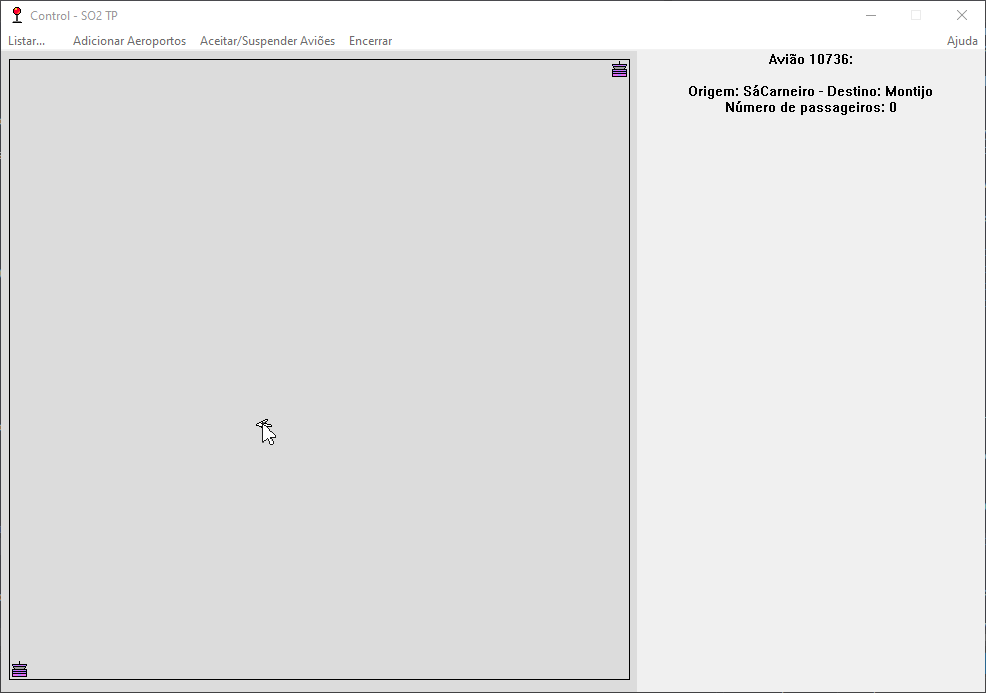 Control - SO2 TP
Listar... Adicionar Aeroportos Aceitar/Suspender Aviões Encerrar Ajuda
Avião 10736:
Origem: SáCarneiro - Destino: Montijo
Número de passageiros: 0